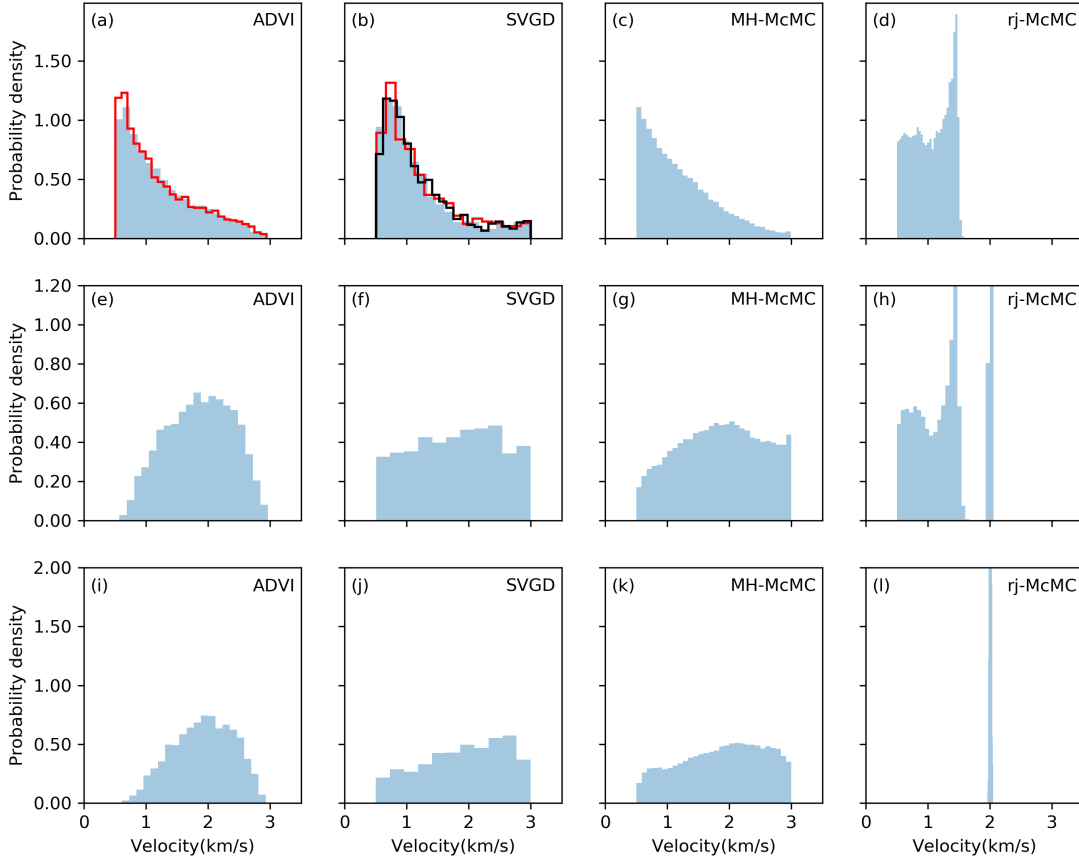 (a) ADVI (b) SVGD (c) MH-McMC (d) rj-McMC
Probability density
1.50
1.00
0.50
0.00
(e) ADVI (f) SVGD (g) MH-McMC (h) rj-McMC
Probability density
1.20
1.00
0.80
0.60
0.40
0.20
0.00
(i) ADVI (j) SVGD (k) MH-McMC (l) rj-McMC
Probability density
2.00
1.50
1.00
0.50
0.00
0 1 2 3 0 1 2 3 0 1 2 3 0 1 2 3
Velocity(km/s) Velocity(km/s) Velocity(km/s) Velocity(km/s)